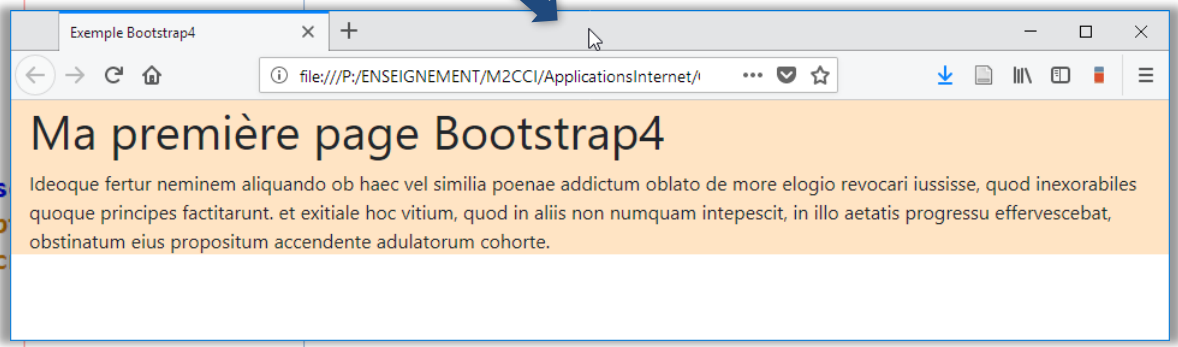 Exemple Bootstrap4
file:///P:/ENSEIGNEMENT/M2CCI/ApplicationsInternet/
Ma première page Bootstrap4
Ideoque fertur neminem aliquando ob haec vel similia poenae addictum oblato de more elogio revocari iussisse, quod inexorabiles
quoque principes factitarunt. et exitiale hoc vitium, quod in aliis non numquam intepescit, in illo aetatis progressu effervescebat,
obstinatum eius propositum accendente adulatorum cohorte.